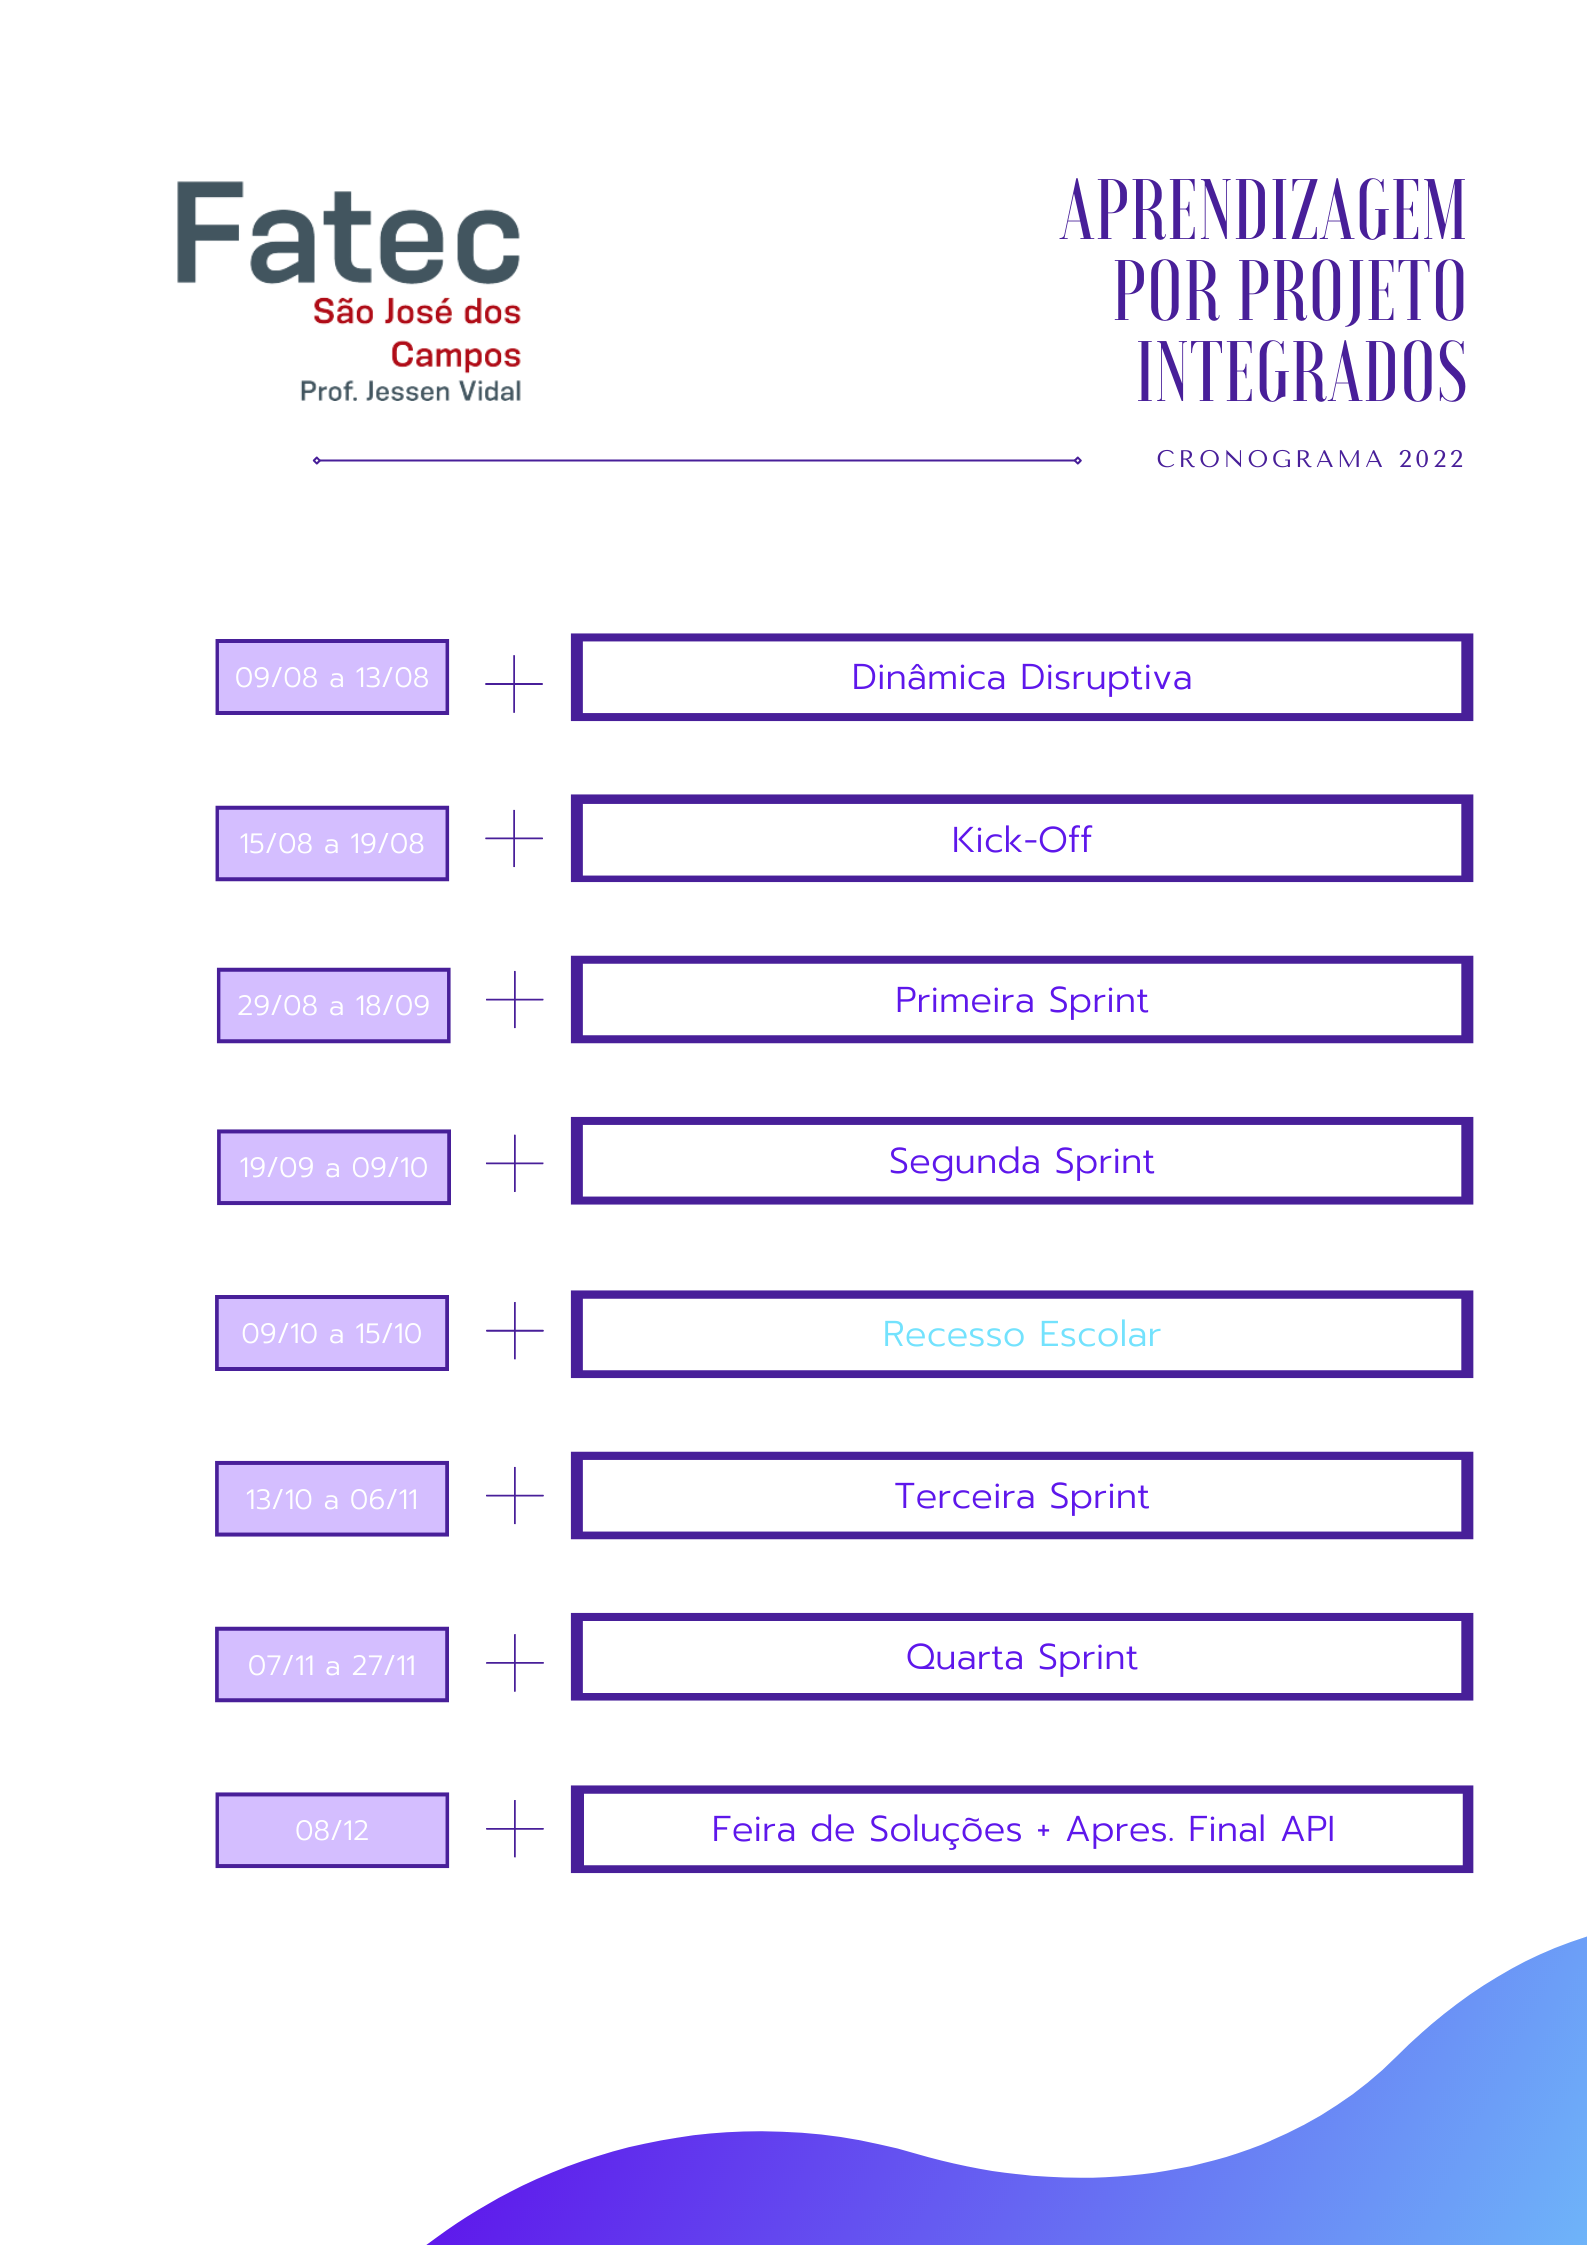 Fatec
São José dos
Campos
Prof. Jessen Vidal
APRENDIZAGEM
POR PROJETO
INTEGRADOS
CRONOGRAMA 2022
09/08 a 13/08
Dinâmica Disruptiva
15/08 a 19/08
Kick-Off
29/08 a 18/09
Primeira Sprint
19/09 a 09/10
Segunda Sprint
09/10 a 15/10
Recesso Escolar
13/10 a 06/11
Terceira Sprint
07/11 a 27/11
Quarta Sprint
08/12
Feira de Soluções + Apres. Final API